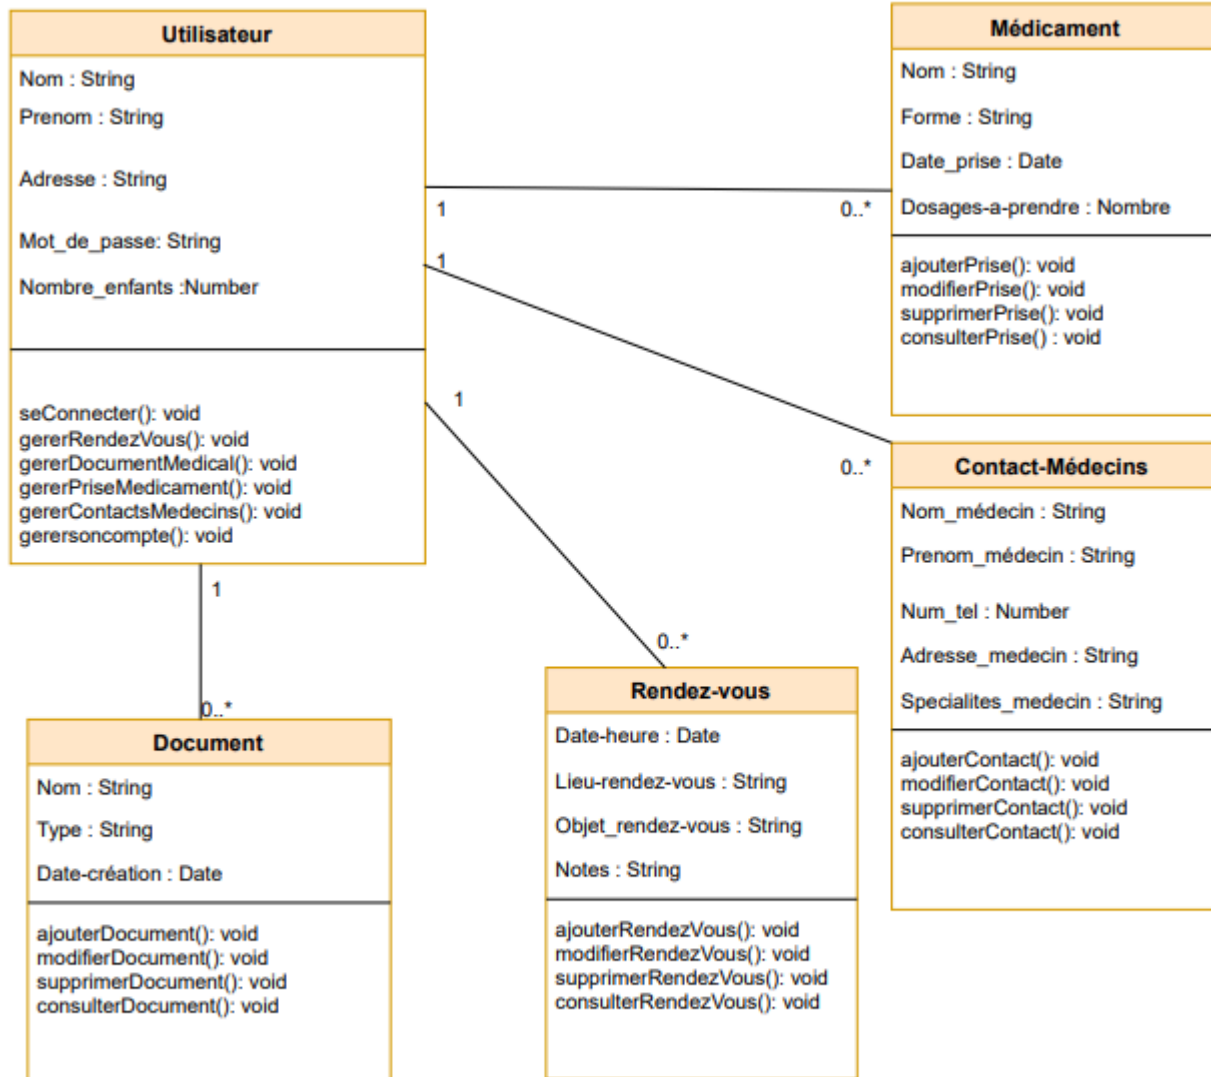 Utilisateur
Nom : String
Prenom : String
Adresse : String
Mot_de_passe: String
Nombre_enfants :Number
seConnecter(): void
gererRendezVous(): void
gererDocumentMedical(): void
gererPriseMedicament(): void
gererContactsMedecins(): void
gerersoncompte(): void
1
0..*
1
0..*
1
0..*
1
0..*
Médicament
Nom : String
Forme : String
Date_prise : Date
Dosages-a-prendre : Nombre
ajouterPrise(): void
modifierPrise(): void
supprimerPrise(): void
consulterPrise() : void
Contact-Médecins
Nom_médecin : String
Prenom_médecin : String
Num_tel : Number
Adresse_medecin : String
Specialites_medecin : String
ajouterContact(): void
modifierContact(): void
supprimerContact(): void
consulterContact(): void
Document
Nom : String
Type : String
Date-création : Date
ajouterDocument(): void
modifierDocument(): void
supprimerDocument(): void
consulterDocument(): void
Rendez-vous
Date-heure : Date
Lieu-rendez-vous : String
Objet_rendez-vous : String
Notes : String
ajouterRendezVous(): void
modifierRendezVous(): void
supprimerRendezVous(): void
consulterRendezVous(): void